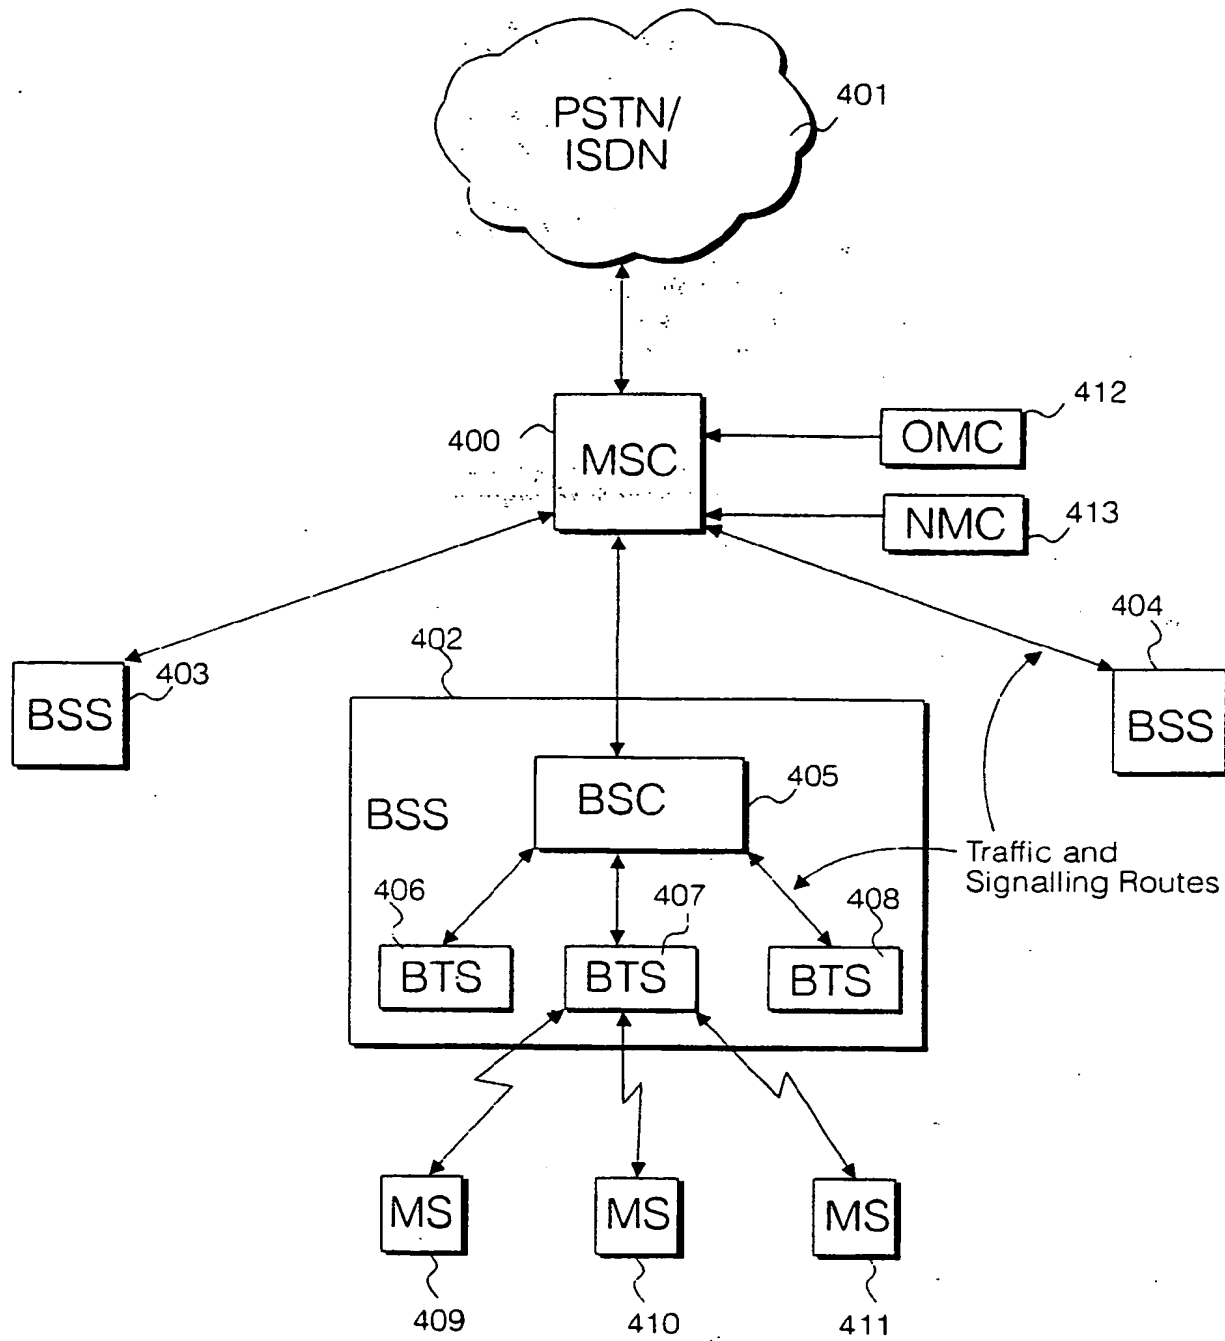 PSTN/
ISDN
401
400
MSC
412
OMC
NMC
413
404
402
403
BSS
BSS
BSC
405
BSS
Traffic and
Signalling Routes
406
407
408
BTS
BTS
BTS
MS
MS
MS
409
410
411